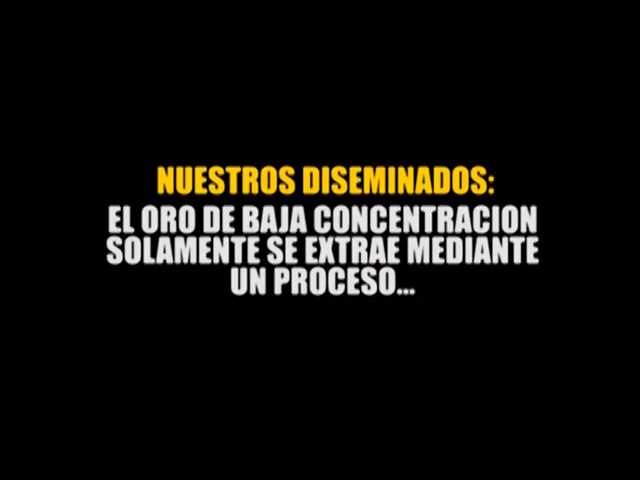 NUESTROS DISEMINADOS:
EL ORO DE BAJA CONCENTRACION
SOLAMENTE SE EXTRAE MEDIANTE
UN PROCESO...